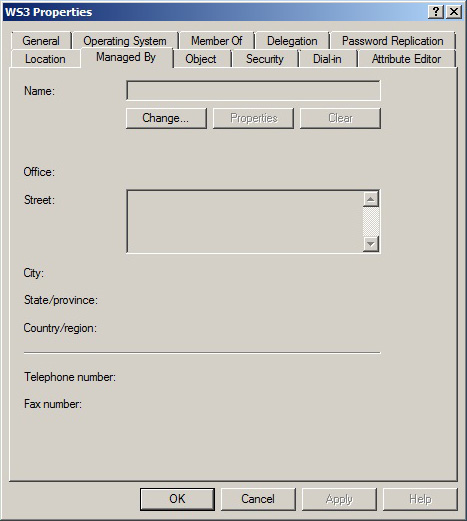 WS3 Properties
General Operating System Member Of Delegation Password Replication
Location Managed By Object Security Dial-in Attribute Editor
Name:
Change... Properties Clear
Office:
Street:
City:
State/province:
Country/region:
Telephone number:
Fax number:
OK Cancel Apply Help